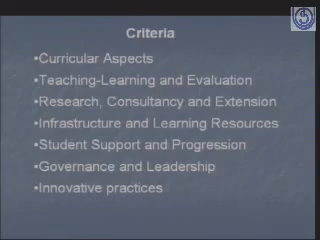 Criteria
•Curricular Aspects
•Teaching-Learning and Evaluation
•Research, Consultancy and Extension
•Infrastructure and Learning Resources
•Student Support and Progression
•Governance and Leadership
•Innovative practices